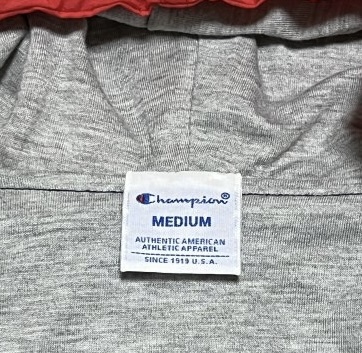 Champion®
MEDIUM
AUTHENTIC AMERICAN
ATHLETIC APPAREL
SINCE 1919 U.S.A.